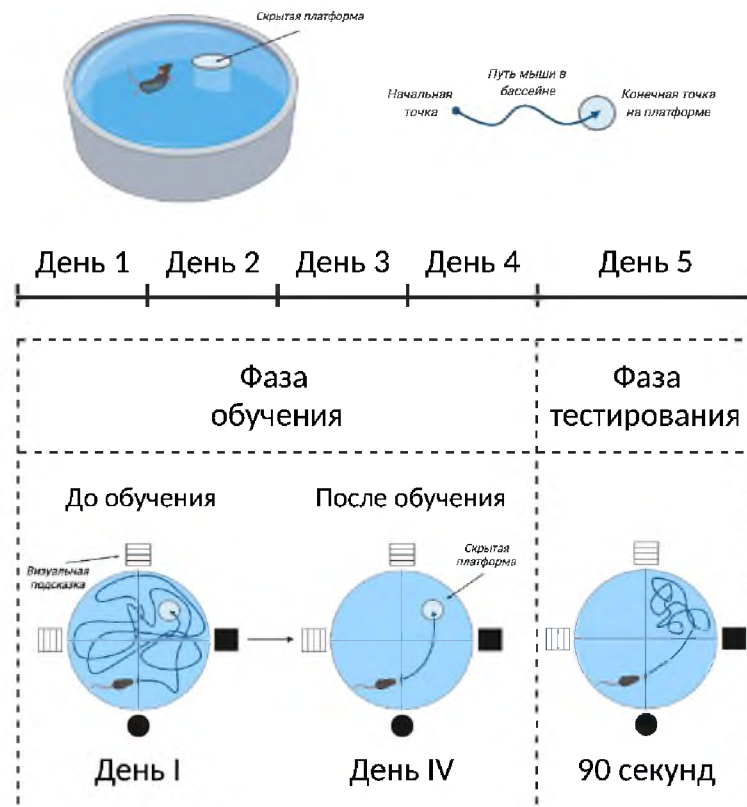 Скрытая платформа
Путь мыши в
бассейне
Начальная
точка
Конечная точка
на платформе
День 1
День 2
День 3
День 4
День 5
Фаза
обучения
Фаза
тестирования
До обучения
После обучения
Визуальная
подсказка
Скрытая
платформа
День I
День IV
90 секунд